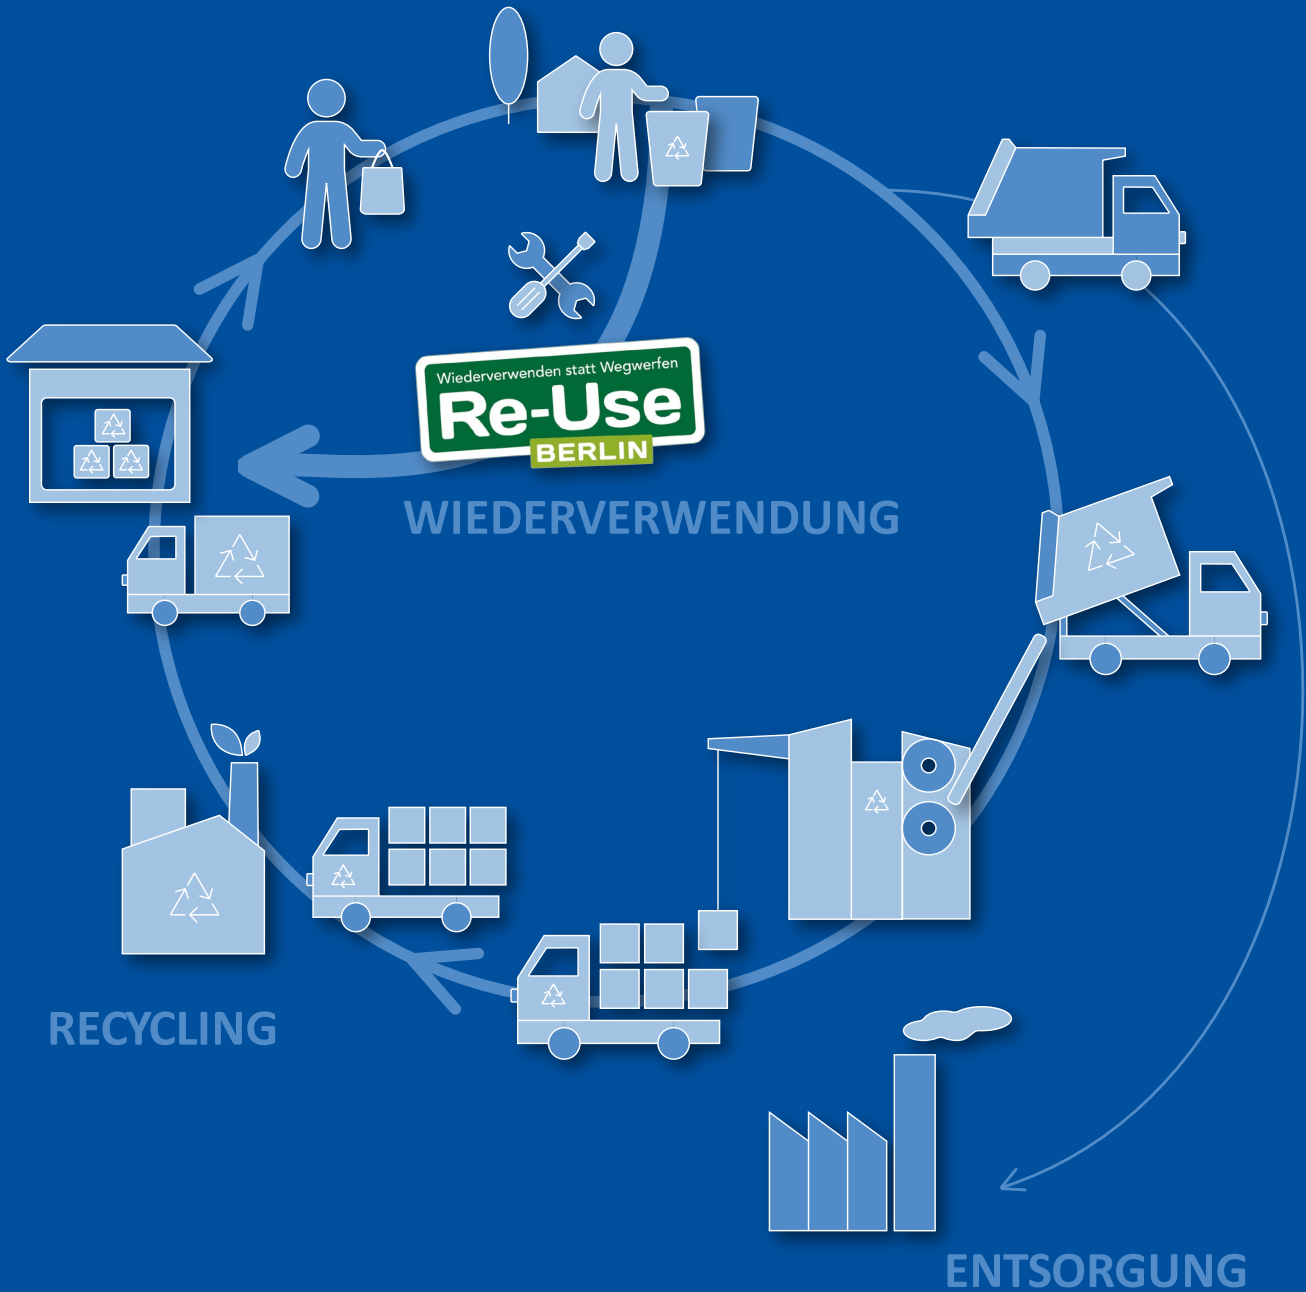 Wiederverwenden statt Wegwerfen
Re-Use
BERLIN
WIEDERVERWENDUNG
RECYCLING
ENTSORGUNG